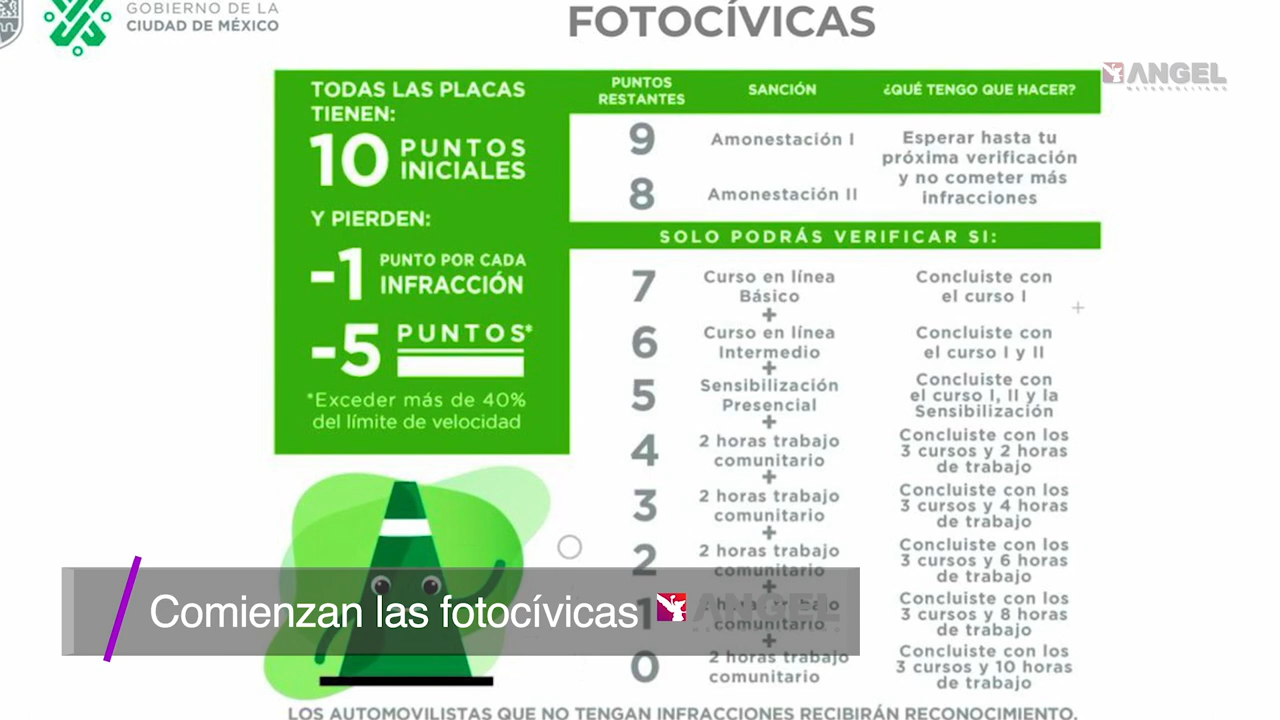 GOBIERNO DE LA
CIUDAD DE MÉXICO
FOTOCÍVICAS
ANGEL
METROPOLITANO
TODAS LAS PLACAS
TIENEN:
10 PUNTOS
INICIALES
Y PIERDEN:
-1 PUNTO POR CADA
INFRACCIÓN
-5 PUNTOS*
*Exceder más de 40%
del límite de velocidad
PUNTOS
RESTANTES
SANCIÓN
¿QUÉ TENGO QUE HACER?
9
Amonestación I
8
Amonestación II
Esperar hasta tu
próxima verificación
y no cometer más
infracciones
SOLO PODRÁS VERIFICAR SI:
7
Curso en línea
Básico
Concluiste con
el curso I
+
6
Curso en línea
Intermedio
Concluiste con
el curso I y II
+
5
Sensibilización
Presencial
Concluiste con
el curso I, II y la
Sensibilización
+
4
2 horas trabajo
comunitario
Concluiste con los
3 cursos y 2 horas
de trabajo
+
3
2 horas trabajo
comunitario
Concluiste con los
3 cursos y 4 horas
de trabajo
+
2
2 horas trabajo
comunitario
Concluiste con los
3 cursos y 6 horas
de trabajo
+
1
comunitario
Concluiste con los
3 cursos y 8 horas
de trabajo
+
0
2 horas trabajo
comunitario
Concluiste con los
3 cursos y 10 horas
de trabajo
Comienzan las fotocívicas
ANGEL
LOS AUTOMOVILISTAS QUE NO TENGAN INFRACCIONES RECIBIRÁN RECONOCIMIENTO.